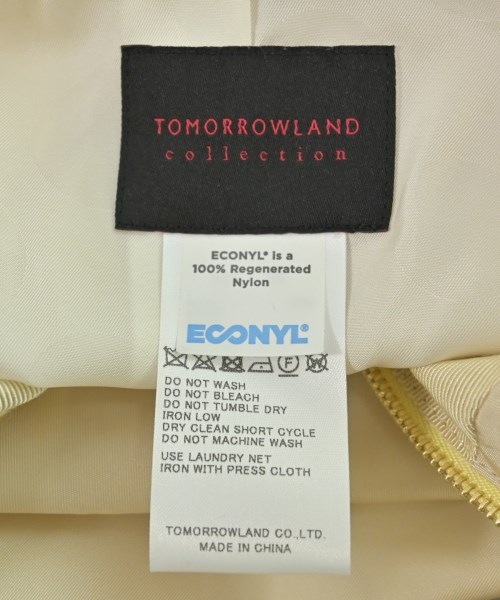 TOMORROWLAND
collection
ECONYL® is a
100% Regenerated
Nylon
ECONYL®
F W
DO NOT WASH
DO NOT BLEACH
DO NOT TUMBLE DRY
IRON LOW
DRY CLEAN SHORT CYCLE
DO NOT MACHINE WASH
USE LAUNDRY NET
IRON WITH PRESS CLOTH
TOMORROWLAND CO.,LTD.
MADE IN CHINA